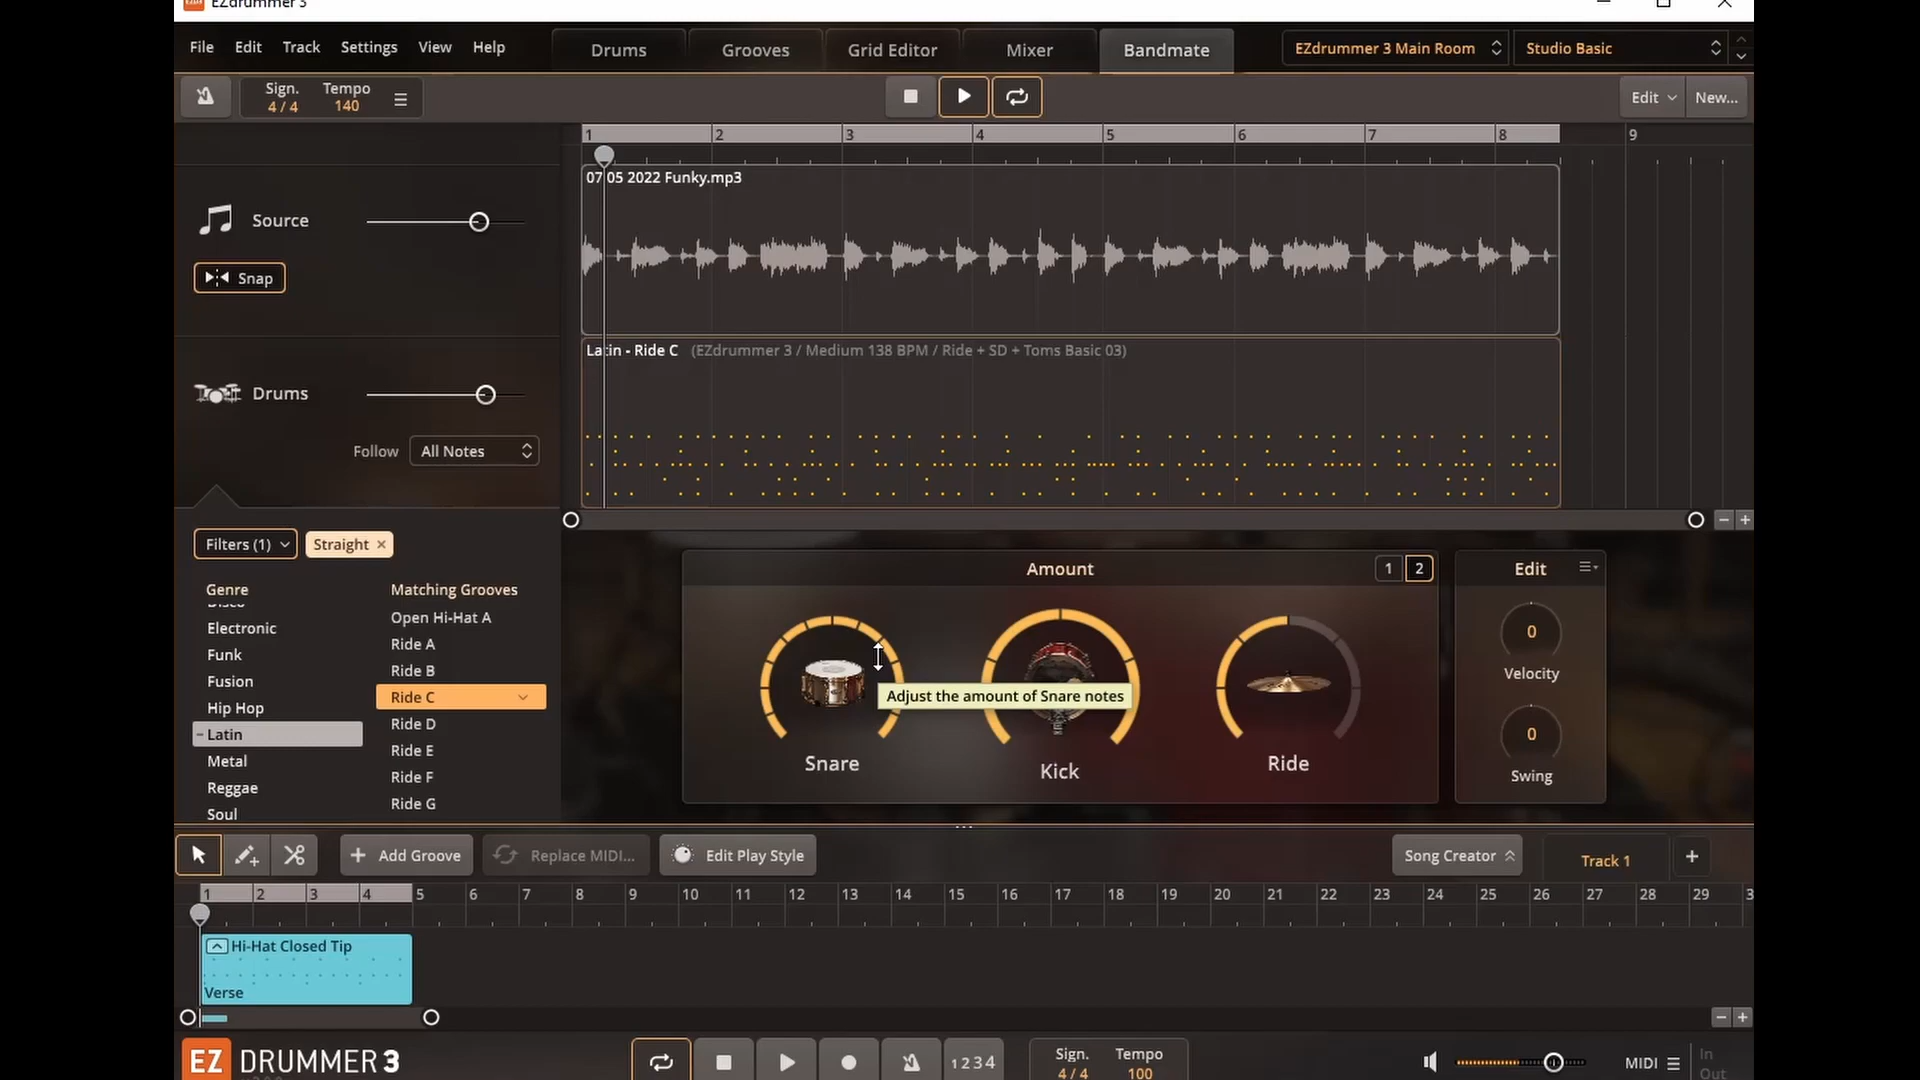 EZdrummer 3
File Edit Track Settings View Help
Drums Grooves Grid Editor Mixer Bandmate
EZdrummer 3 Main Room Studio Basic
Sign. Tempo
4 / 4 140
Edit New...
1 2 3 4 5 6 7 8 9
07 05 2022 Funky.mp3
Source
Snap
Latin - Ride C (EZdrummer 3 / Medium 138 BPM / Ride + SD + Toms Basic 03)
Drums
Follow All Notes
Filters (1) Straight ×
Genre Matching Grooves
Disco Open Hi-Hat A
Electronic Ride A
Funk Ride B
Fusion Ride C
Hip Hop Ride D
Latin Ride E
Metal Ride F
Reggae Ride G
Soul
Amount 1 2
Adjust the amount of Snare notes
Snare Kick Ride
Edit
0
Velocity
0
Swing
Add Groove Replace MIDI... Edit Play Style Song Creator Track 1
1 2 3 4 5 6 7 8 9 10 11 12 13 14 15 16 17 18 19 20 21 22 23 24 25 26 27 28 29 3
Hi-Hat Closed Tip
Verse
EZ DRUMMER 3
1 2 3 4
Sign. Tempo
4 / 4 100
MIDI In
Out